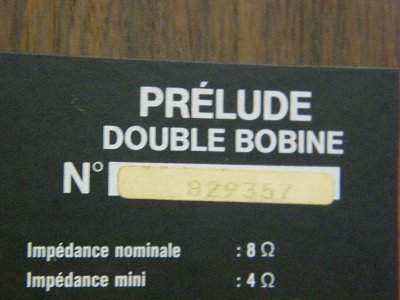 PRÉLUDE
DOUBLE BOBINE
N° 829357
Impédance nominale : 8 Ω
Impédance mini : 4 Ω